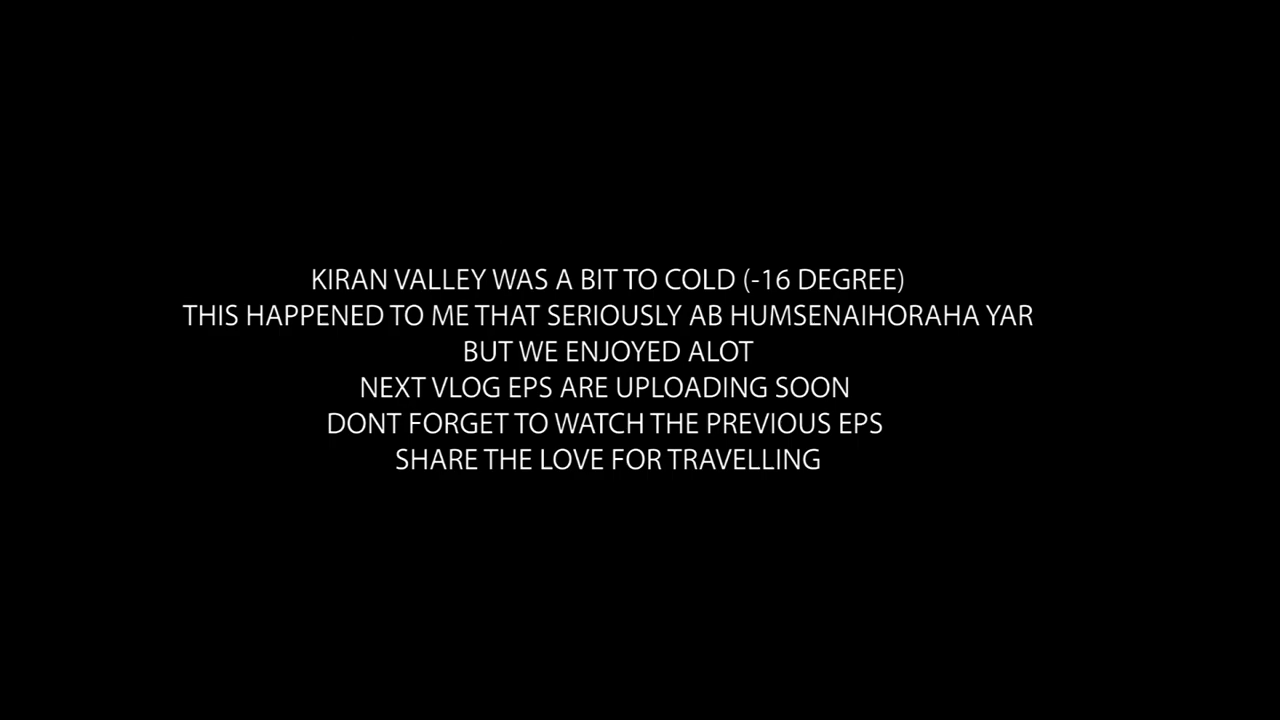 KIRAN VALLEY WAS A BIT TO COLD (-16 DEGREE)
THIS HAPPENED TO ME THAT SERIOUSLY AB HUMSENAIHORAHA YAR
BUT WE ENJOYED ALOT
NEXT VLOG EPS ARE UPLOADING SOON
DONT FORGET TO WATCH THE PREVIOUS EPS
SHARE THE LOVE FOR TRAVELLING